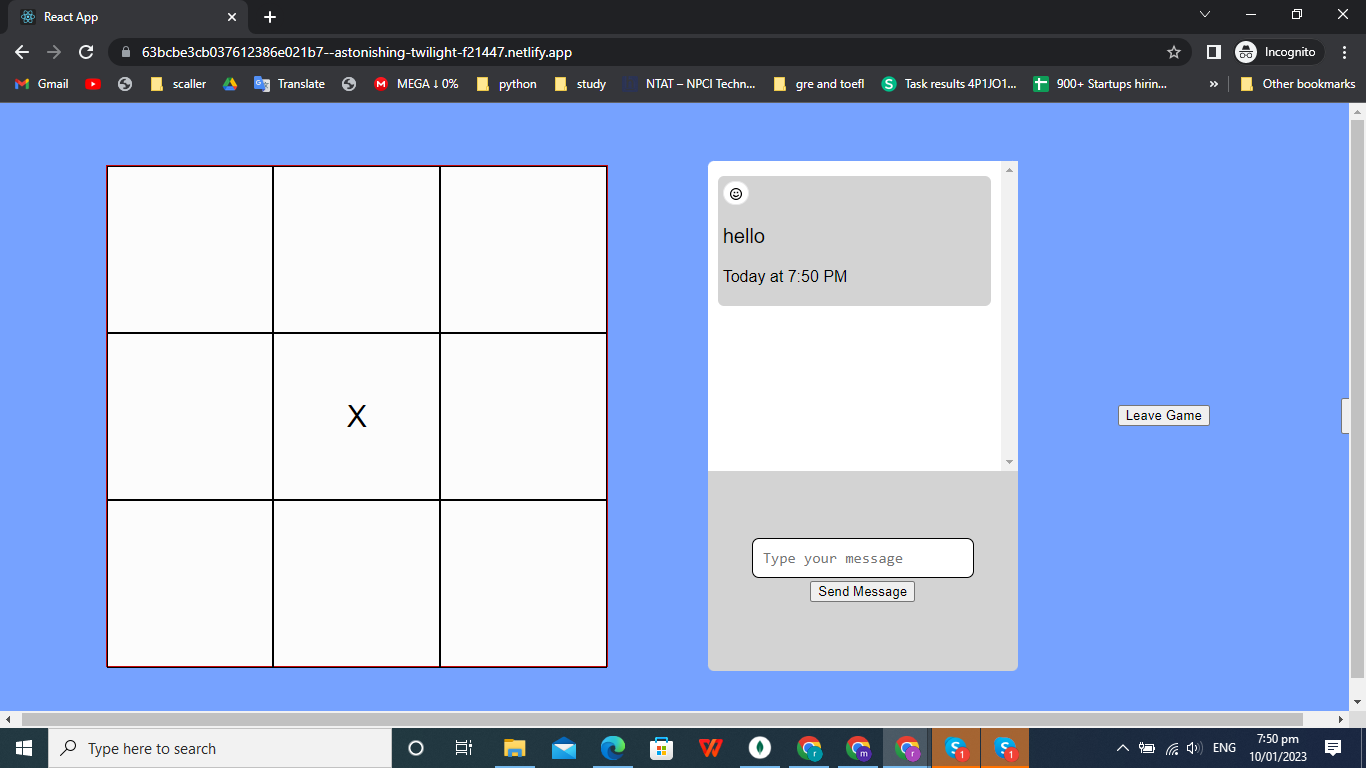 React App
63bcbe3cb037612386e021b7--astonishing-twilight-f21447.netlify.app
Incognito
Gmail
scaller
Translate
MEGA ↓ 0%
python
study
NTAT – NPCI Techn...
gre and toefl
Task results 4P1JO1...
900+ Startups hirin...
»
Other bookmarks
hello
Today at 7:50 PM
X
Leave Game
Type your message
Send Message
Type here to search
ENG
7:50 pm
10/01/2023